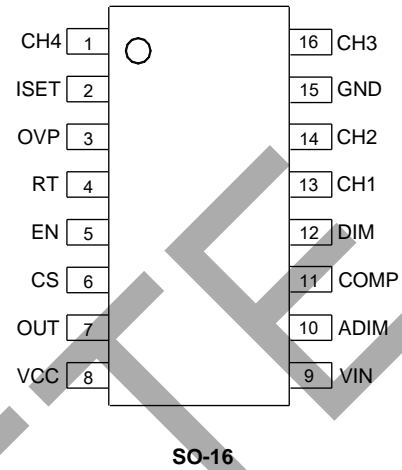 CH4 1 16 CH3
ISET 2 15 GND
OVP 3 14 CH2
RT 4 13 CH1
EN 5 12 DIM
CS 6 11 COMP
OUT 7 10 ADIM
VCC 8 9 VIN
SO-16